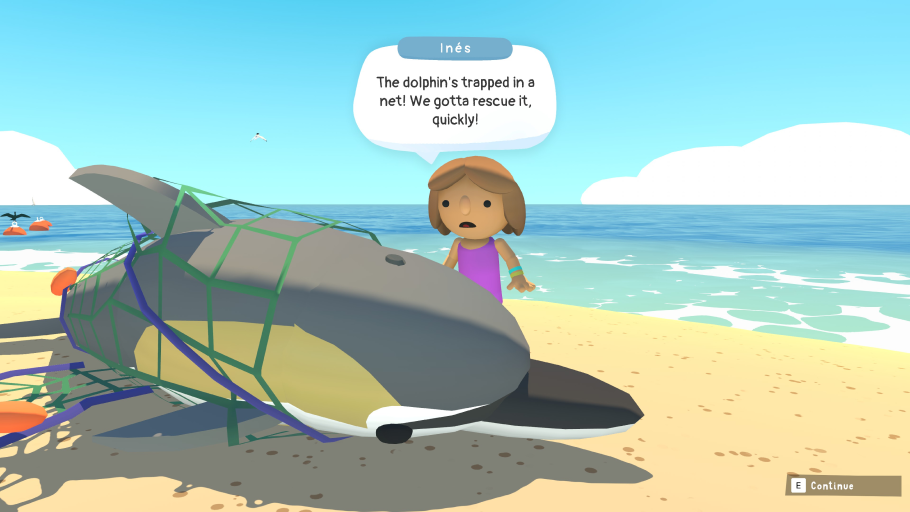 Inés
The dolphin's trapped in a
net! We gotta rescue it,
quickly!
E Continue